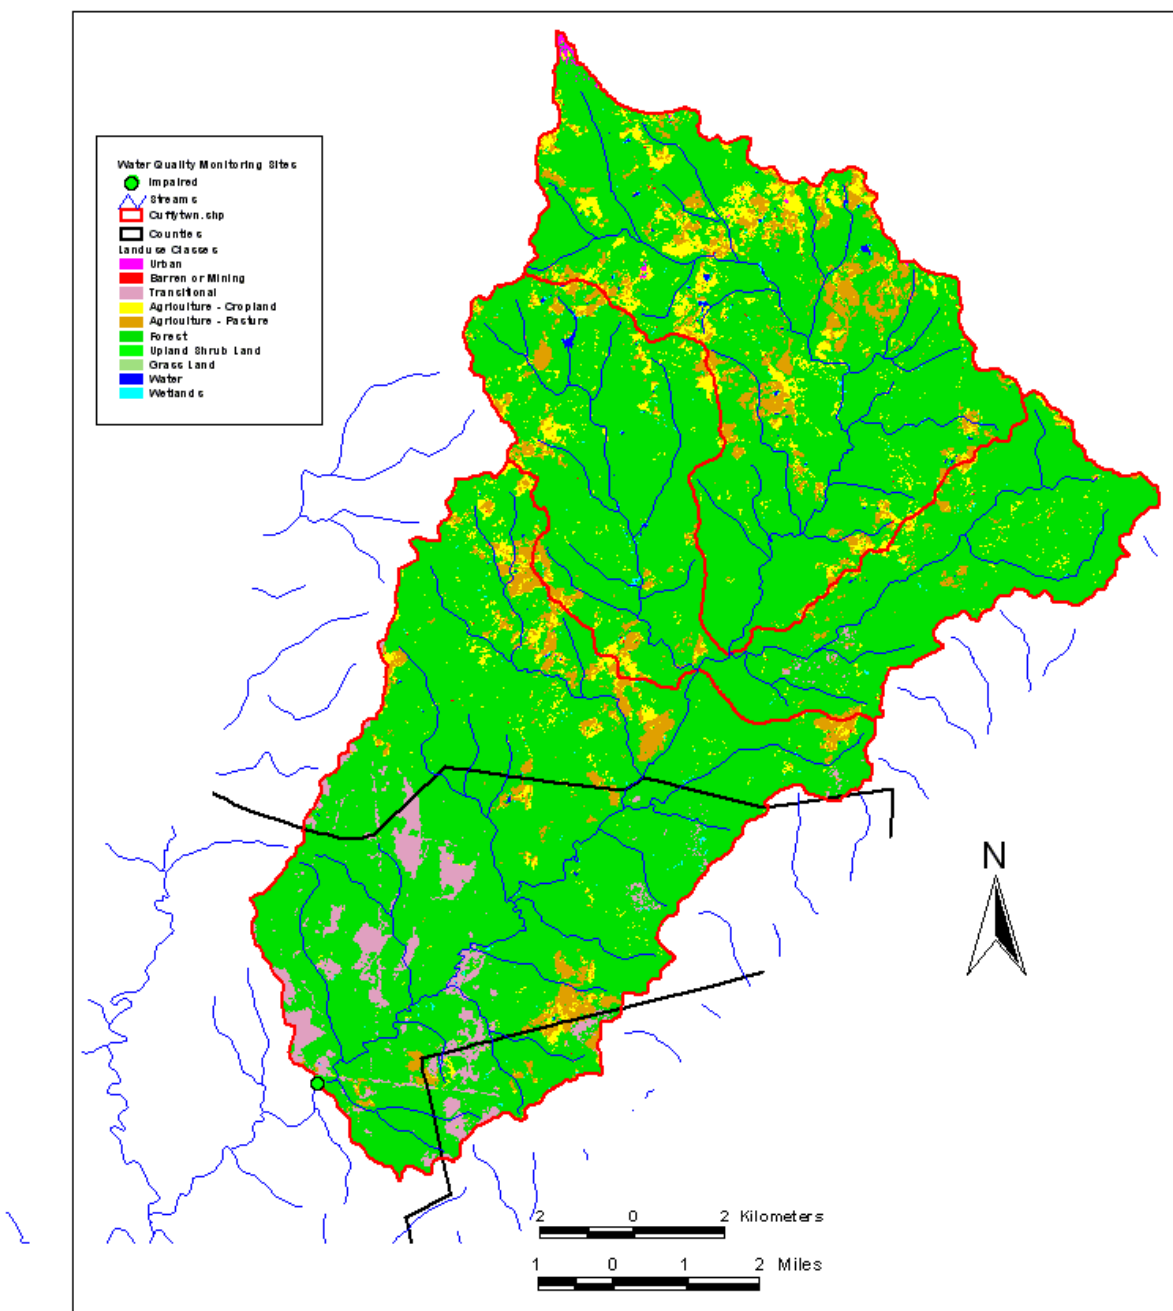 Water Quality Monitoring Sites
Impaired
Streams
Cuffytwn.shp
Counties
Landuse Classes
Urban
Barren or Mining
Transitional
Agriculture - Cropland
Agriculture - Pasture
Forest
Upland Shrub Land
Grass Land
Water
Wetlands
N
2 0 2 Kilometers
1 0 1 2 Miles